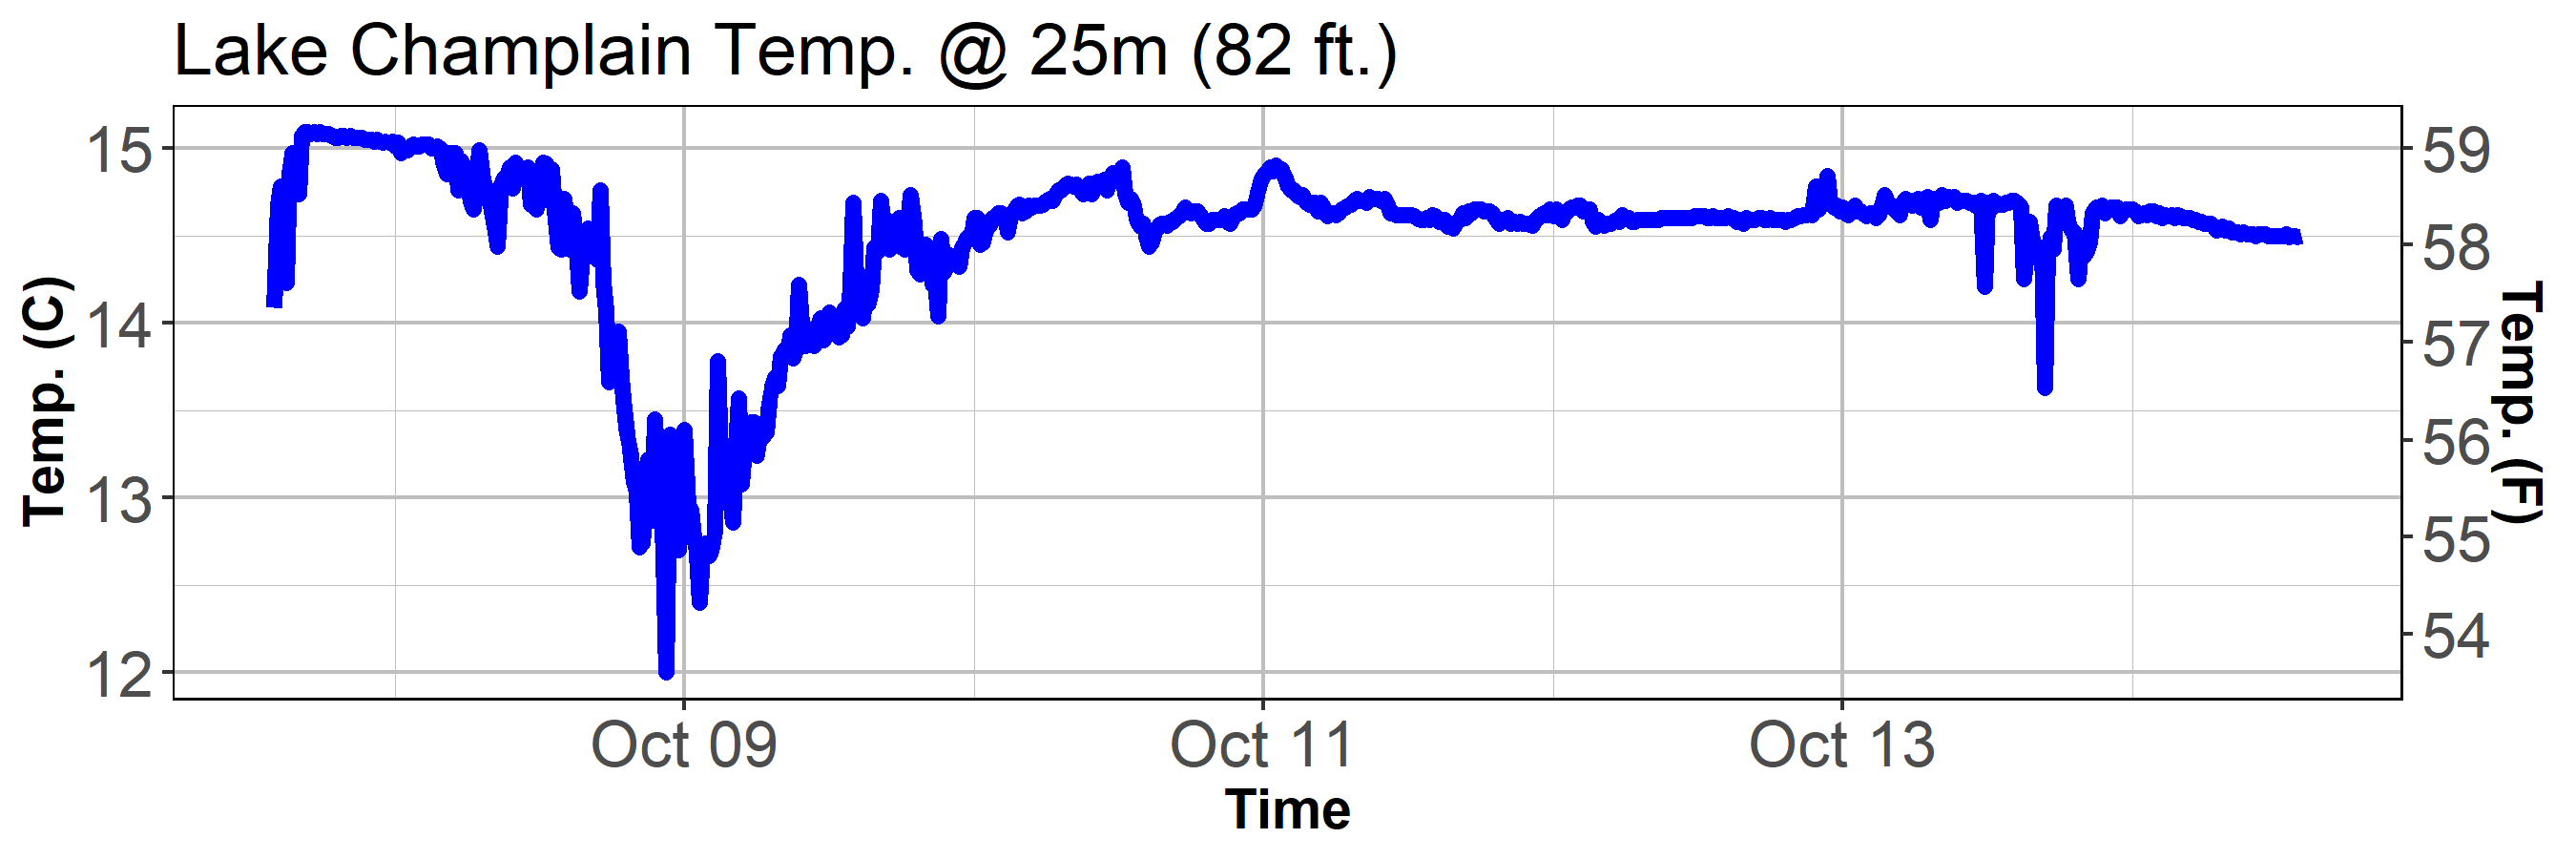 Lake Champlain Temp. @ 25m (82 ft.)
15
14
13
12
Temp. (C)
59
58
57
56
55
54
Temp. (F)
Oct 09
Oct 11
Oct 13
Time